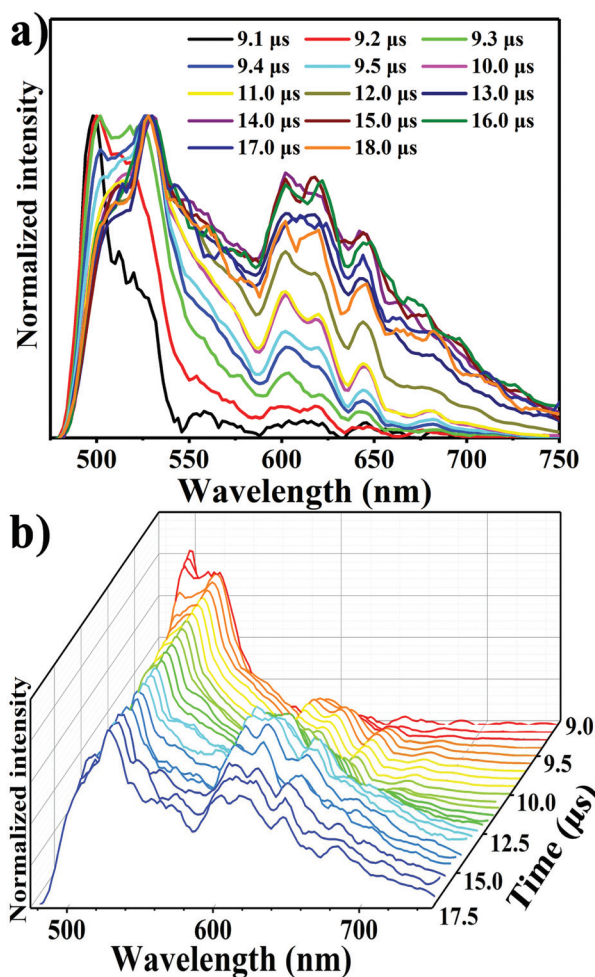 a)
9.1 μs 9.2 μs 9.3 μs
9.4 μs 9.5 μs 10.0 μs
11.0 μs 12.0 μs 13.0 μs
14.0 μs 15.0 μs 16.0 μs
17.0 μs 18.0 μs
Normalized intensity
500 550 600 650 700 750
Wavelength (nm)
b)
Normalized intensity
9.0
9.5
10.0
12.5
15.0
17.5
Time (μs)
500 600 700
Wavelength (nm)